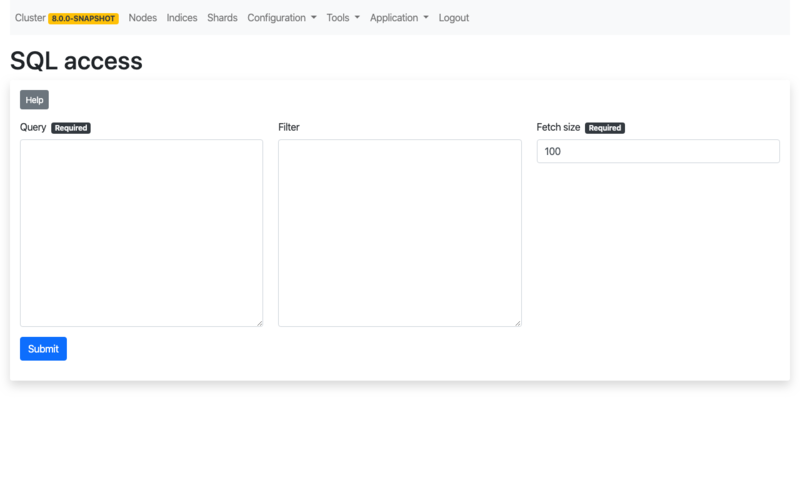 Cluster 8.0.0-SNAPSHOT Nodes Indices Shards Configuration Tools Application Logout
SQL access
Help
Query Required Filter Fetch size Required
100
Submit